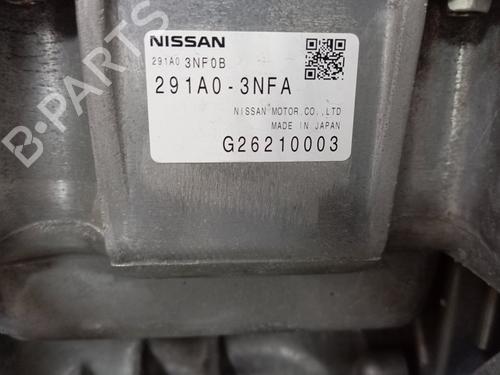 NISSAN
291A0 3NF0B
291A0-3NFA
NISSAN MOTOR CO.,LTD
MADE IN JAPAN
G26210003
B-PARTS